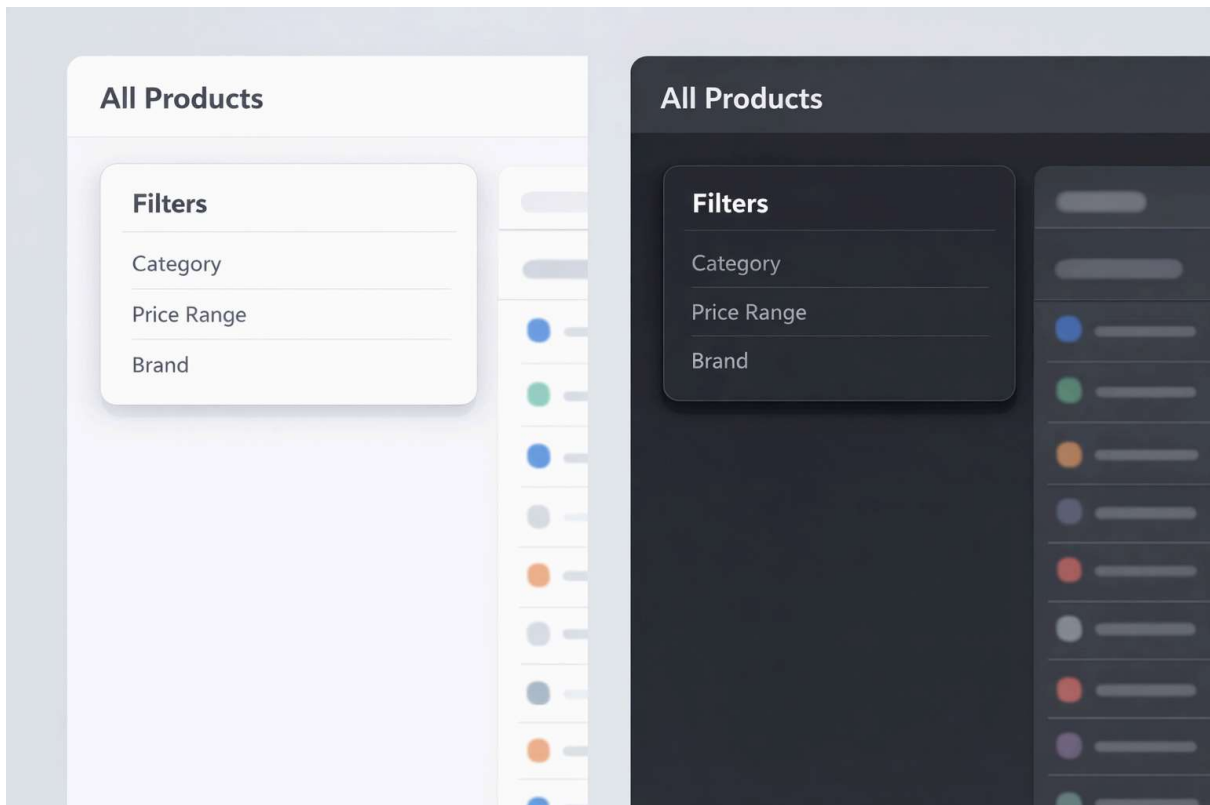 All Products
Filters
Category
Price Range
Brand
All Products
Filters
Category
Price Range
Brand